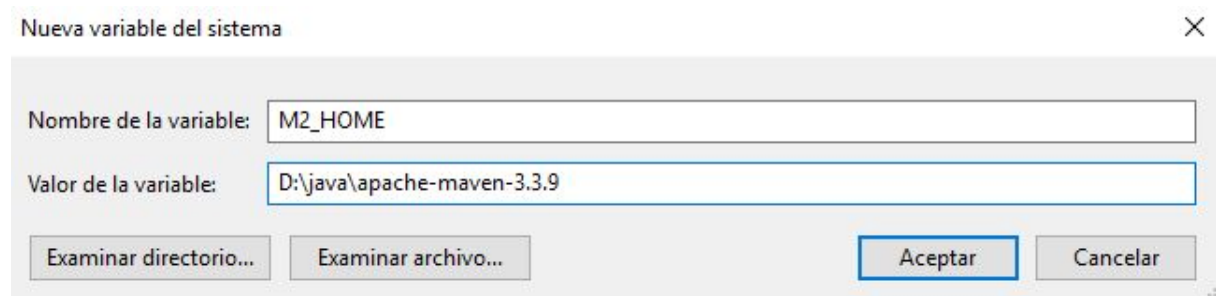 Nueva variable del sistema
Nombre de la variable: M2_HOME
Valor de la variable: D:\java\apache-maven-3.3.9
Examinar directorio... Examinar archivo... Aceptar Cancelar